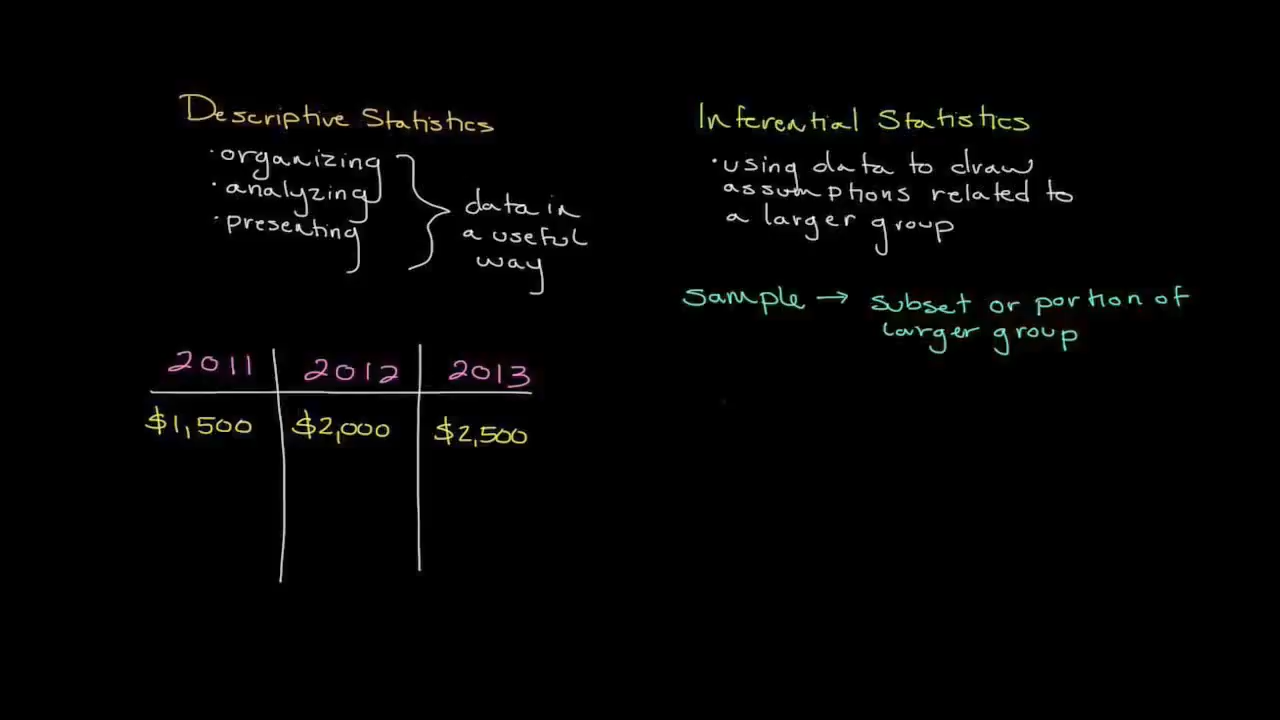 Descriptive Statistics
· organizing
· analyzing
· presenting
data in
a useful
way
2011 2012 2013
$1,500 $2,000 $2,500
Inferential Statistics
· using data to draw
assumptions related to
a larger group
Sample → subset or portion of
larger group